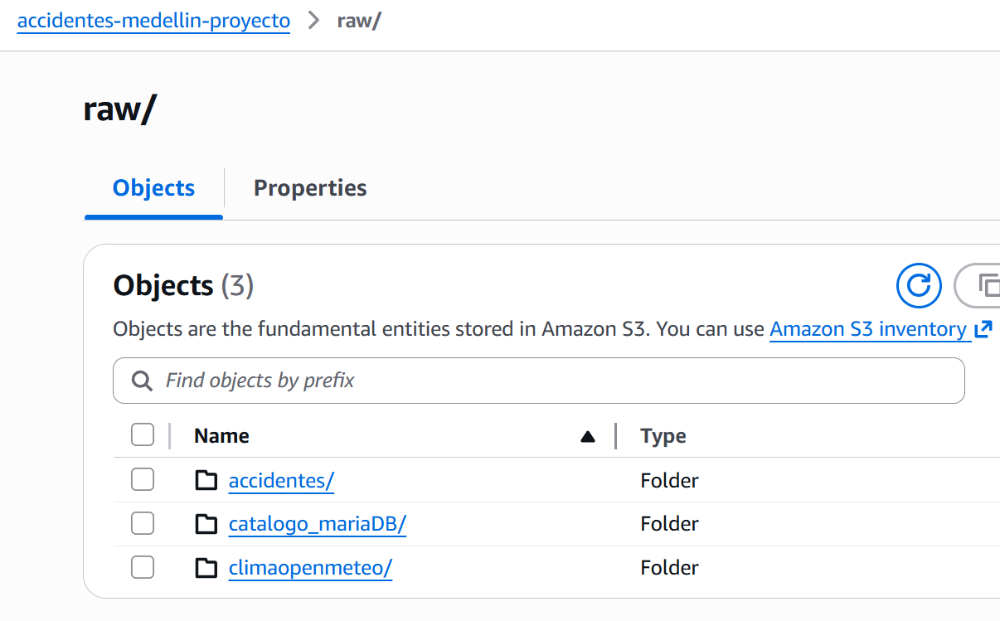 accidentes-medellin-proyecto > raw/
raw/
Objects Properties
Objects (3)
Objects are the fundamental entities stored in Amazon S3. You can use Amazon S3 inventory
Find objects by prefix
Name Type
accidentes/ Folder
catalogo_mariaDB/ Folder
climaopenmeteo/ Folder